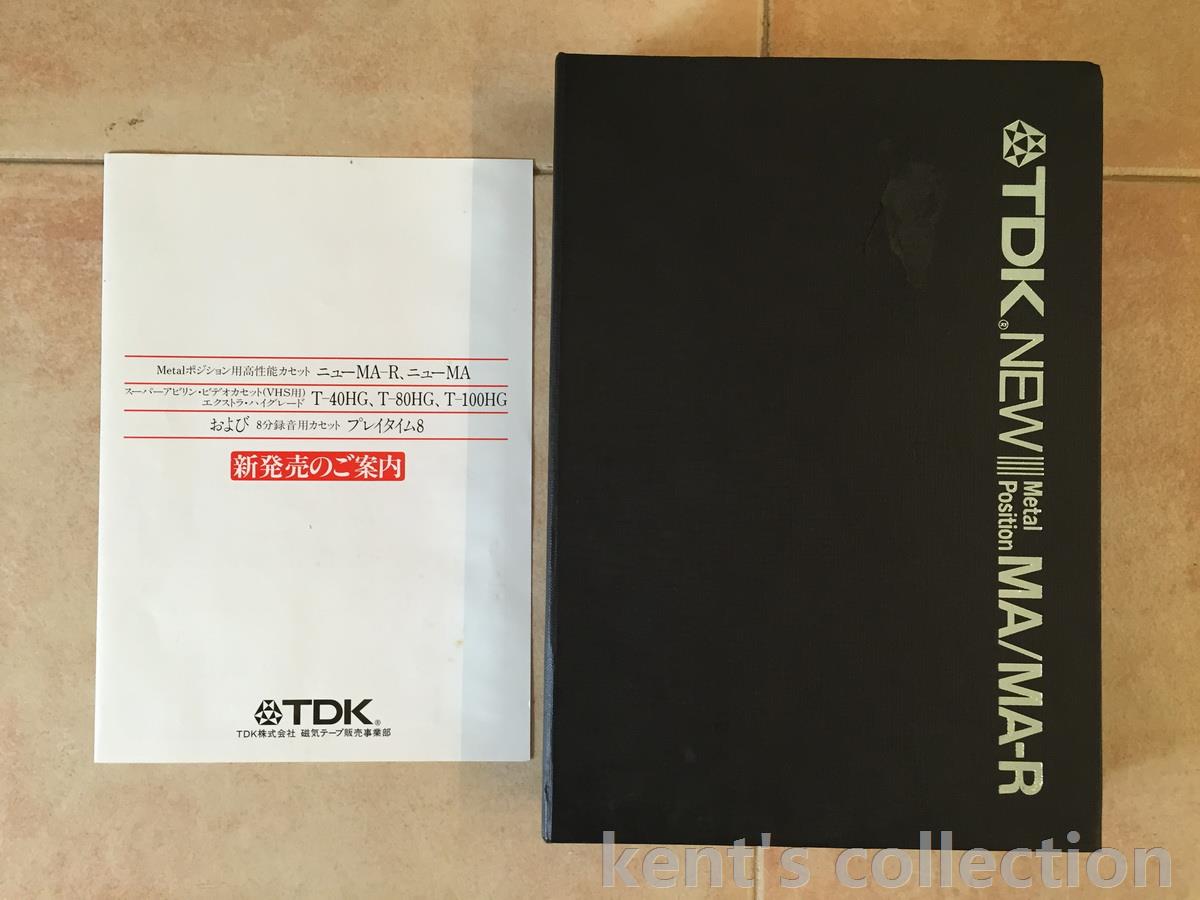 Metalポジション用高性能カセット ニューMA-R、ニューMA
スーパーアビリン・ビデオカセット(VHS用)
エクストラ・ハイグレード T-40HG、T-80HG、T-100HG
および 8分録音用カセット プレイタイム8
新発売のご案内
TDK®
TDK株式会社 磁気テープ販売事業部
TDK® NEW Metal Position MA/MA-R
kent's collection